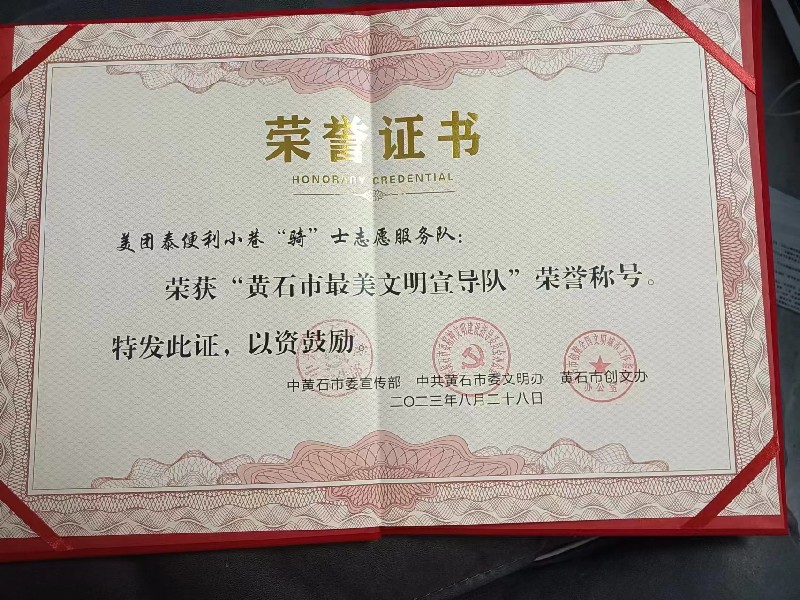 荣誉证书
HONORARY CREDENTIAL
美团泰便利小巷“骑”士志愿服务队：
荣获“黄石市最美文明宣导队”荣誉称号。
特发此证，以资鼓励
中黄石市委宣传部 中共黄石市委文明办 黄石市创文办
二〇二三年八月二十八日